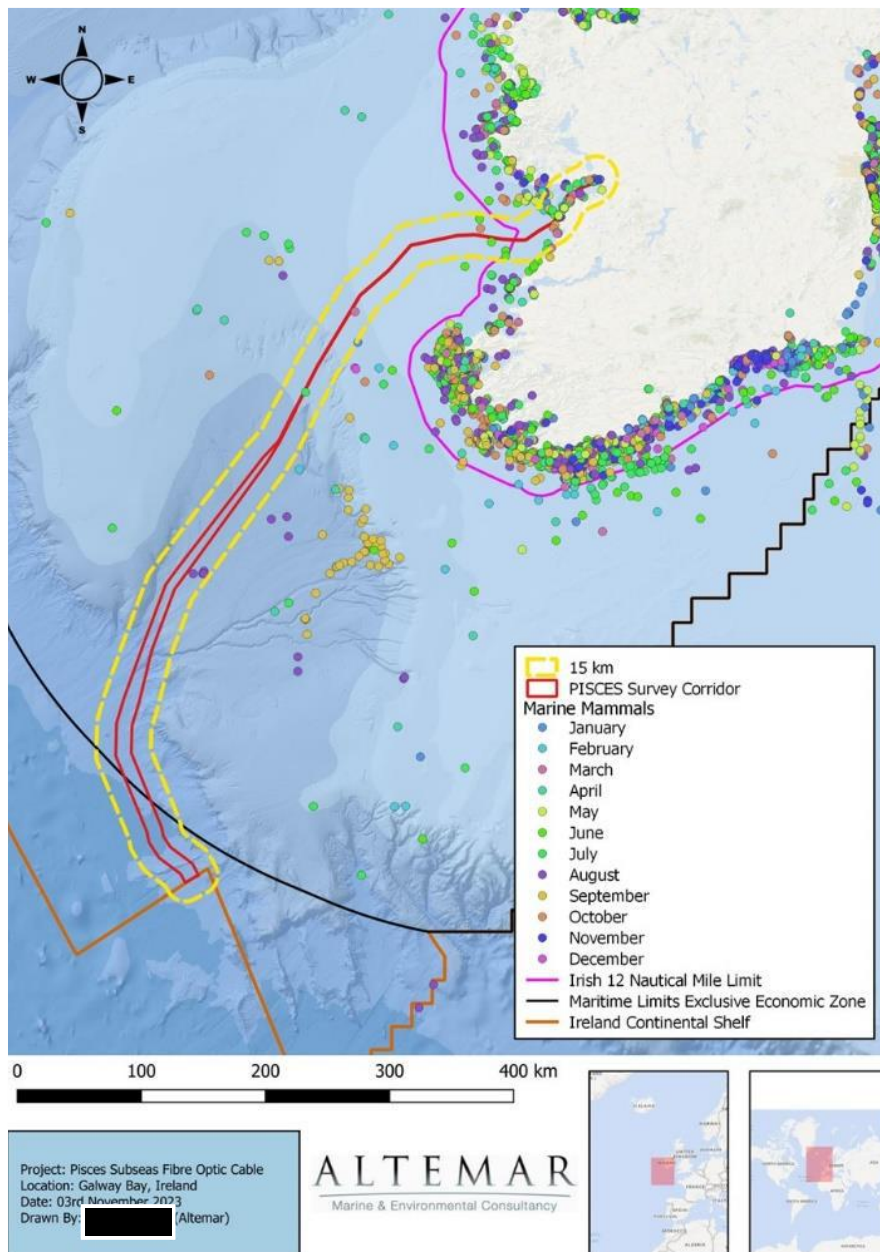 N
W E
S
15 km
PISCES Survey Corridor
Marine Mammals
January
February
March
April
May
June
July
August
September
October
November
December
Irish 12 Nautical Mile Limit
Maritime Limits Exclusive Economic Zone
Ireland Continental Shelf
0 100 200 300 400 km
Project: Pisces Subseas Fibre Optic Cable
Location: Galway Bay, Ireland
Date: 03rd November 2023
Drawn By: (Altemar)
ALTEMAR
Marine & Environmental Consultancy